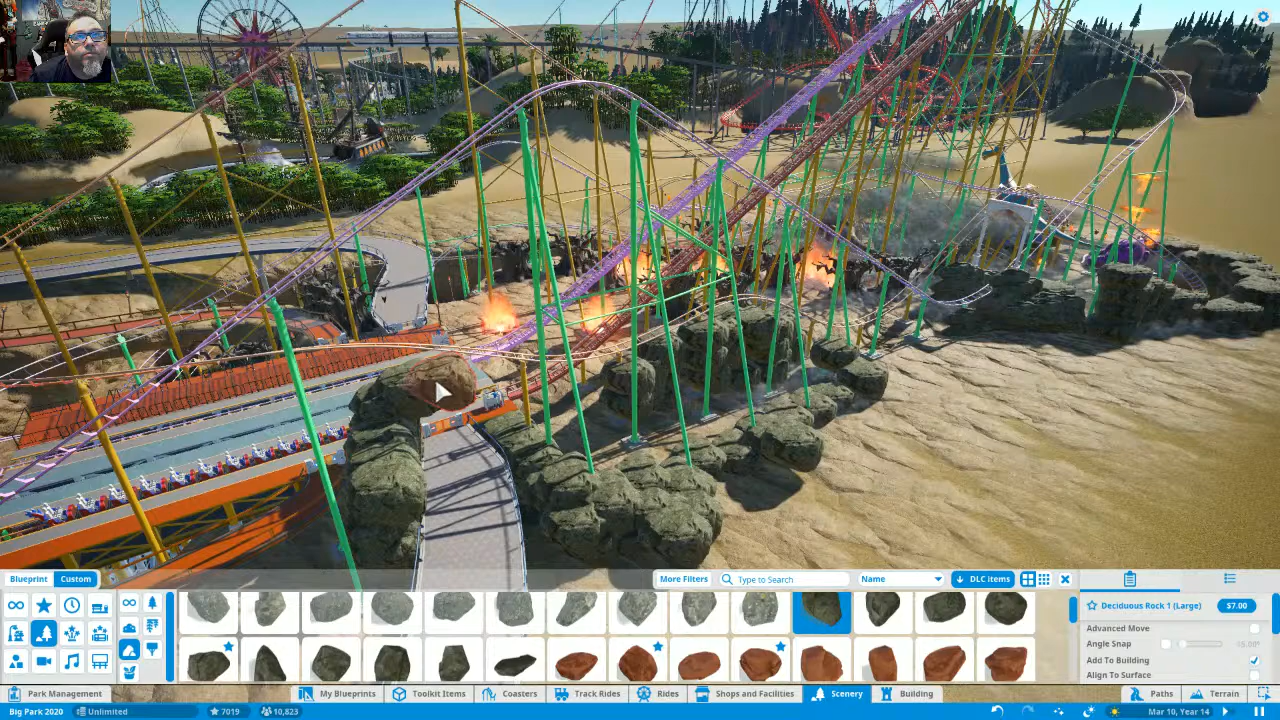 Blueprint Custom More Filters Type to Search Name DLC items
Deciduous Rock 1 (Large) $7.00
Advanced Move
Angle Snap 45.00°
Add To Building
Align To Surface
Park Management My Blueprints Toolkit Items Coasters Track Rides Rides Shops and Facilities Scenery Building Paths Terrain
Big Park 2020 Unlimited 7019 10,823 Mar 10, Year 14